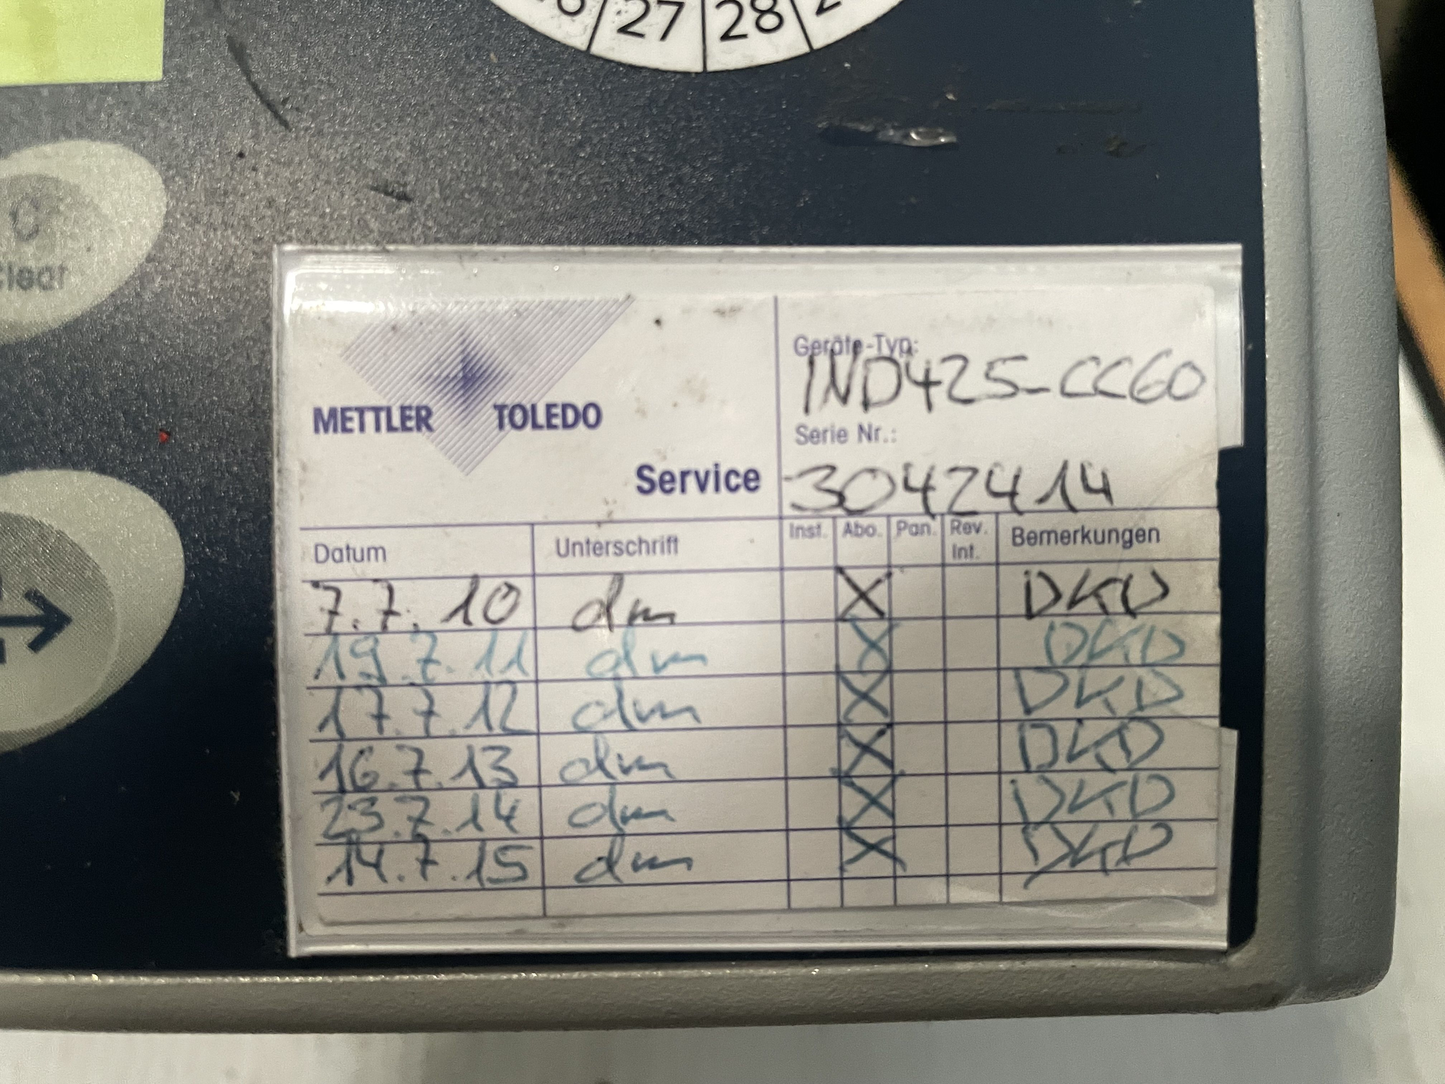 27 28
C
Clear
METTLER TOLEDO
Service
Geräte-Typ:
IND425-CC60
Serie Nr.:
30424 14
Datum Unterschrift Inst. Abo. Pan. Rev. Int. Bemerkungen
7.7.10 dm X DKD
19.7.11 dm X DKD
17.7.12 dm X DKD
16.7.13 dm X DKD
23.7.14 dm X DKD
14.7.15 dm X DKD